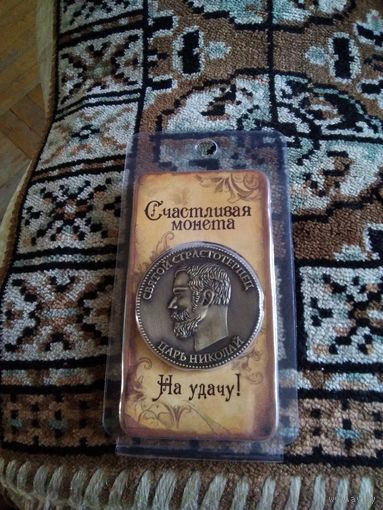 Счастливая
монета
СВЯТОЙ СТРАСТОТЕРПЕЦ
ЦАРЬ НИКОЛАЙ
На удачу!